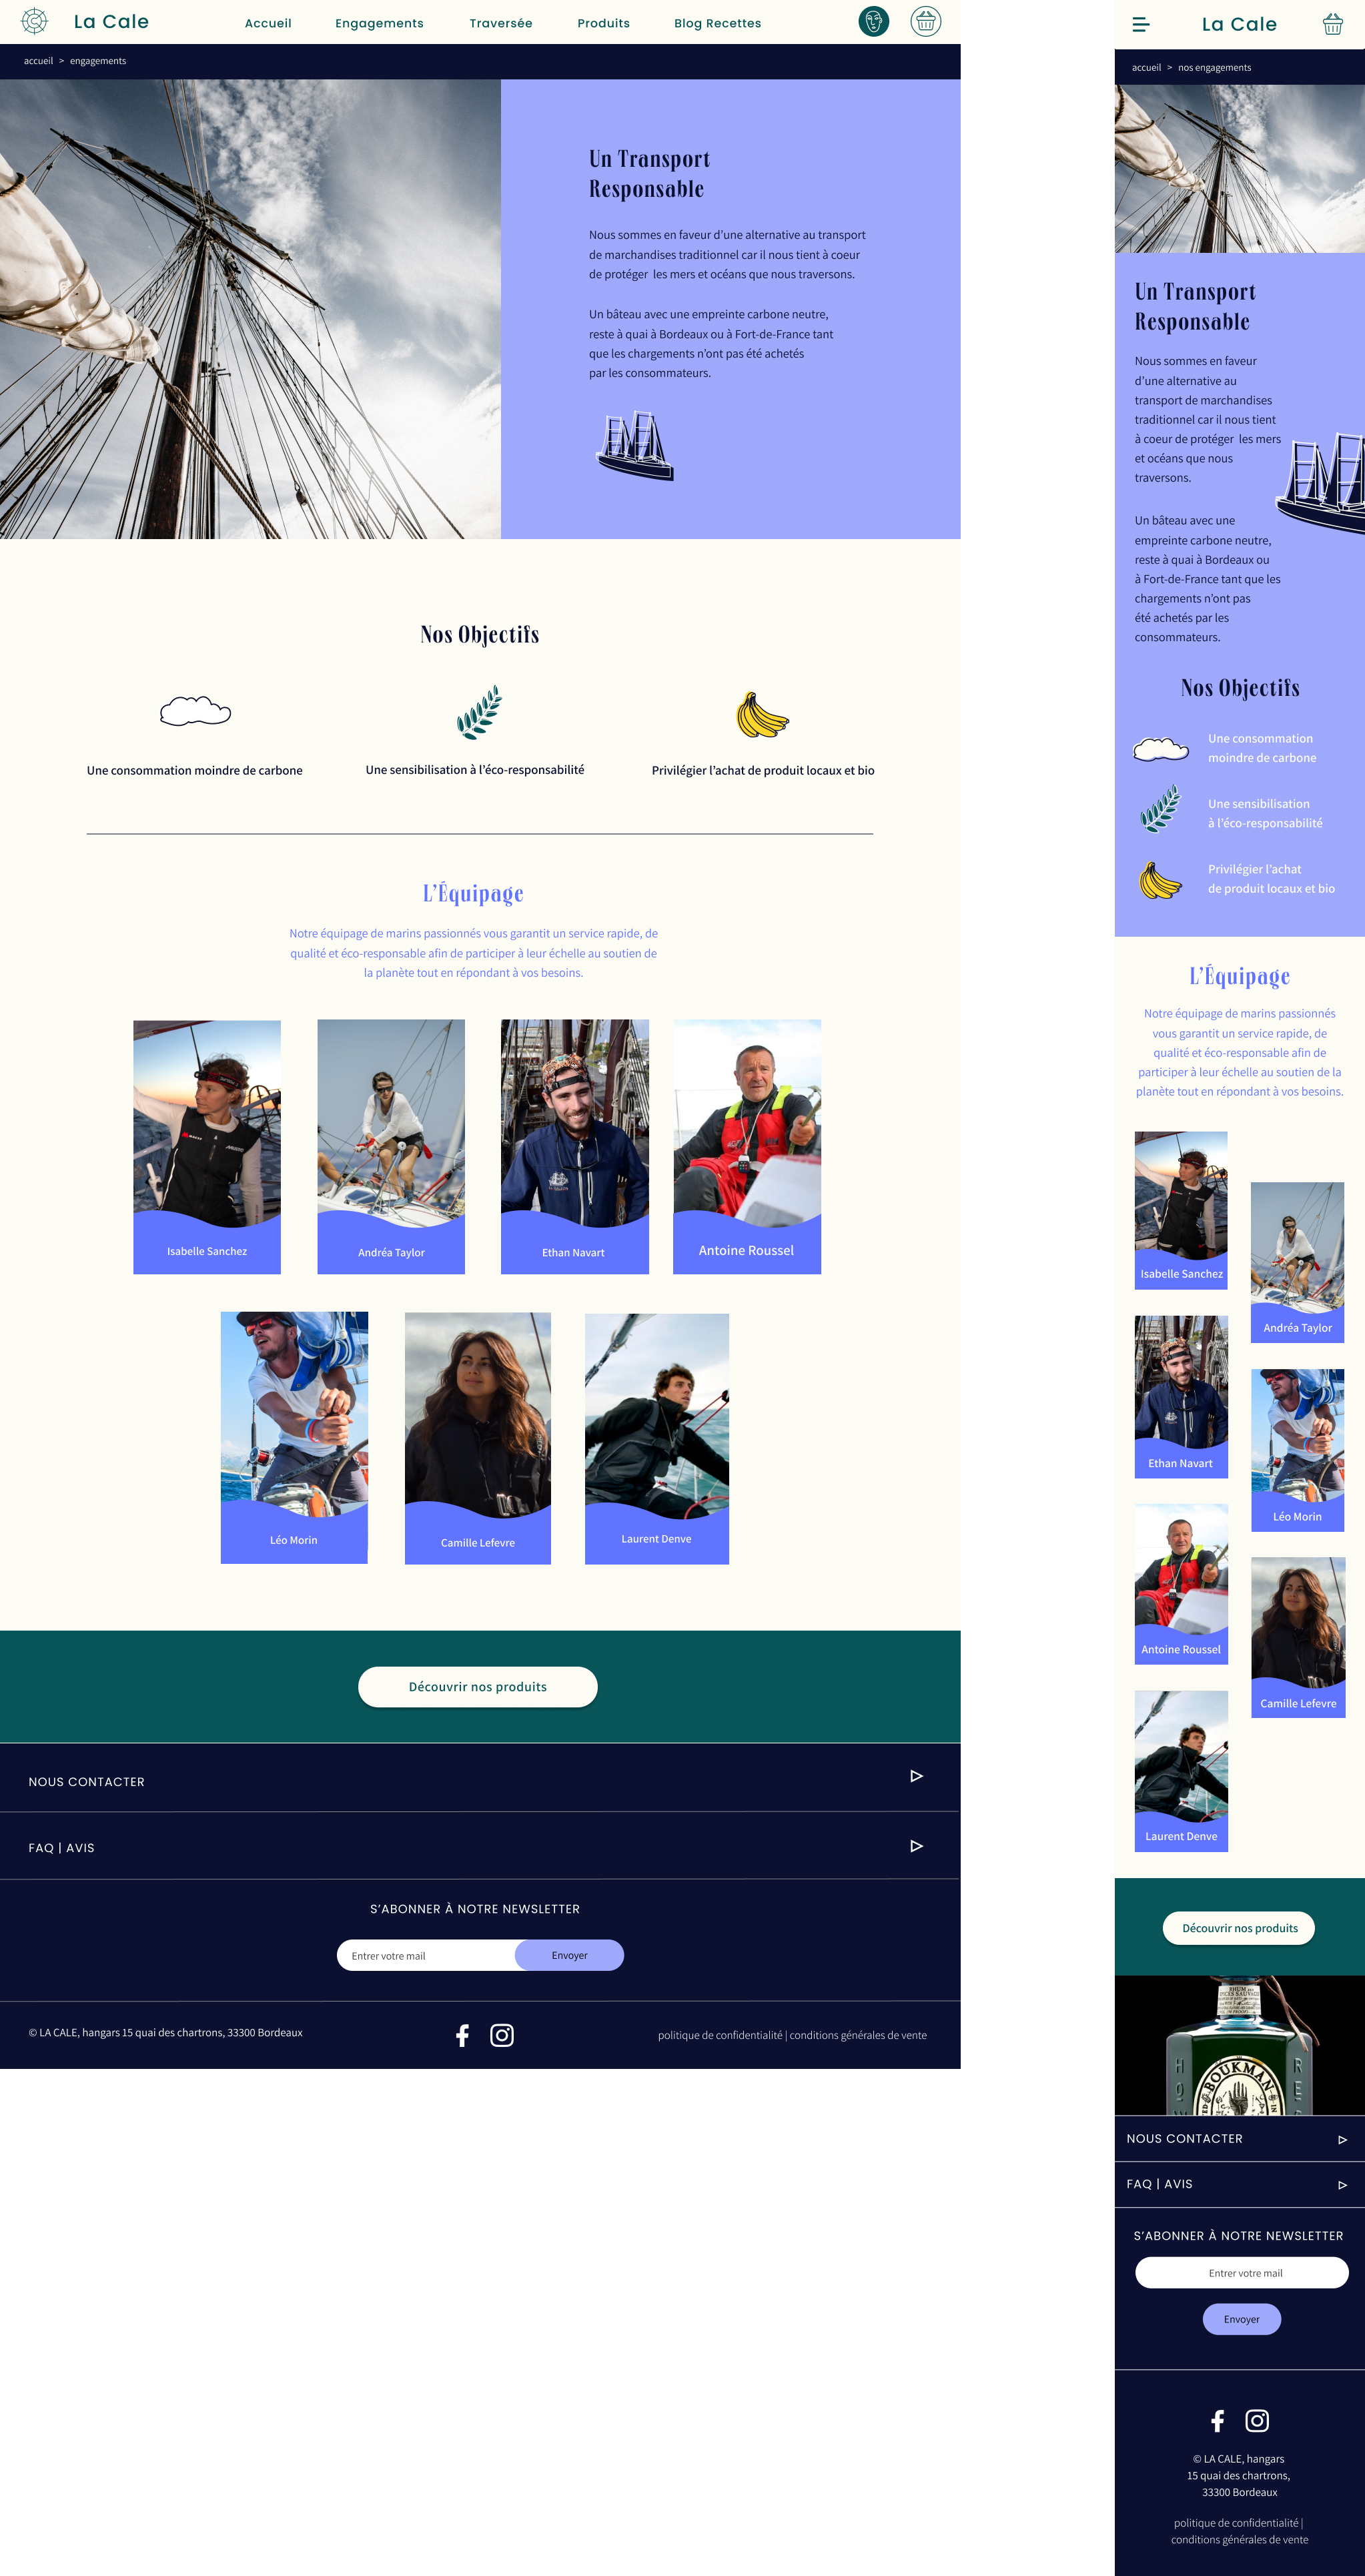 La Cale
Accueil
Engagements
Traversée
Produits
Blog Recettes
accueil > engagements
Un Transport
Responsable
Nous sommes en faveur d'une alternative au transport
de marchandises traditionnel car il nous tient à coeur
de protéger les mers et océans que nous traversons.
Un bâteau avec une empreinte carbone neutre,
reste à quai à Bordeaux ou à Fort-de-France tant
que les chargements n'ont pas été achetés
par les consommateurs.
Nos Objectifs
Une consommation moindre de carbone
Une sensibilisation à l'éco-responsabilité
Privilégier l'achat de produit locaux et bio
L'Équipage
Notre équipage de marins passionnés vous garantit un service rapide, de
qualité et éco-responsable afin de participer à leur échelle au soutien de
la planète tout en répondant à vos besoins.
Isabelle Sanchez
Andréa Taylor
Ethan Navart
Antoine Roussel
Léo Morin
Camille Lefevre
Laurent Denve
Découvrir nos produits
NOUS CONTACTER
FAQ | AVIS
S'ABONNER À NOTRE NEWSLETTER
Entrer votre mail
Envoyer
© LA CALE, hangars 15 quai des chartrons, 33300 Bordeaux
politique de confidentialité | conditions générales de vente
La Cale
accueil > nos engagements
Un Transport
Responsable
Nous sommes en faveur
d'une alternative au
transport de marchandises
traditionnel car il nous tient
à coeur de protéger les mers
et océans que nous
traversons.
Un bâteau avec une
empreinte carbone neutre,
reste à quai à Bordeaux ou
à Fort-de-France tant que les
chargements n'ont pas
été achetés par les
consommateurs.
Nos Objectifs
Une consommation
moindre de carbone
Une sensibilisation
à l'éco-responsabilité
Privilégier l'achat
de produit locaux et bio
L'Équipage
Notre équipage de marins passionnés
vous garantit un service rapide, de
qualité et éco-responsable afin de
participer à leur échelle au soutien de la
planète tout en répondant à vos besoins.
Isabelle Sanchez
Andréa Taylor
Ethan Navart
Léo Morin
Antoine Roussel
Camille Lefevre
Laurent Denve
Découvrir nos produits
BOUKMAN
NOUS CONTACTER
FAQ | AVIS
S'ABONNER À NOTRE NEWSLETTER
Entrer votre mail
Envoyer
© LA CALE, hangars
15 quai des chartrons,
33300 Bordeaux
politique de confidentialité |
conditions générales de vente